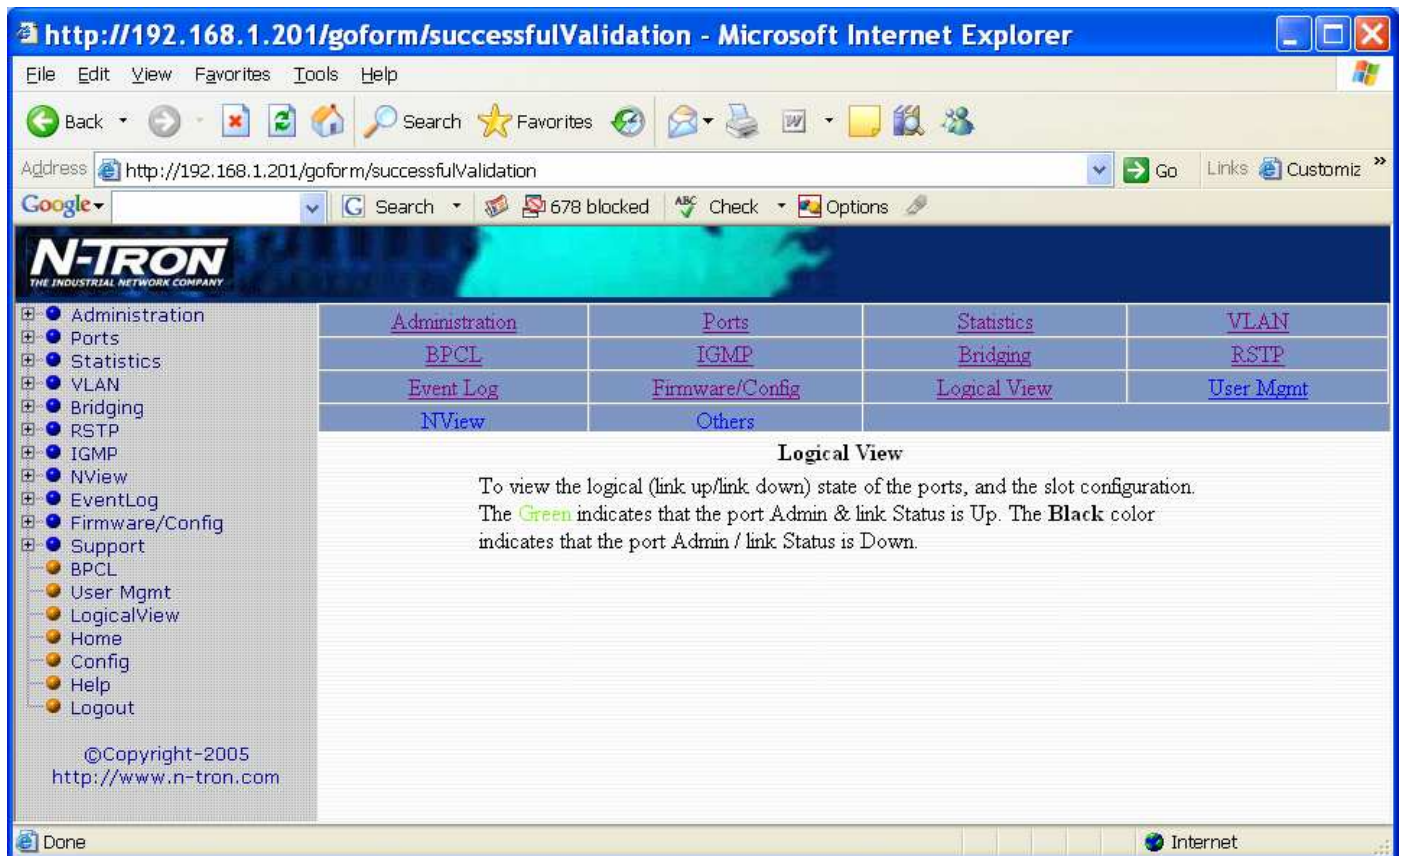 http://192.168.1.201/goform/successfulValidation - Microsoft Internet Explorer
File Edit View Favorites Tools Help
Back Search Favorites
Address http://192.168.1.201/goform/successfulValidation Go Links Customiz »
Google G Search 678 blocked ABC Check Options
N-TRON
THE INDUSTRIAL NETWORK COMPANY
Administration
Ports
Statistics
VLAN
Bridging
RSTP
IGMP
NView
EventLog
Firmware/Config
Support
BPCL
User Mgmt
LogicalView
Home
Config
Help
Logout
©Copyright-2005
http://www.n-tron.com
Administration Ports Statistics VLAN
BPCL IGMP Bridging RSTP
Event Log Firmware/Config Logical View User Mgmt
NView Others
Logical View
To view the logical (link up/link down) state of the ports, and the slot configuration.
The Green indicates that the port Admin & link Status is Up. The Black color
indicates that the port Admin / link Status is Down.
Done Internet